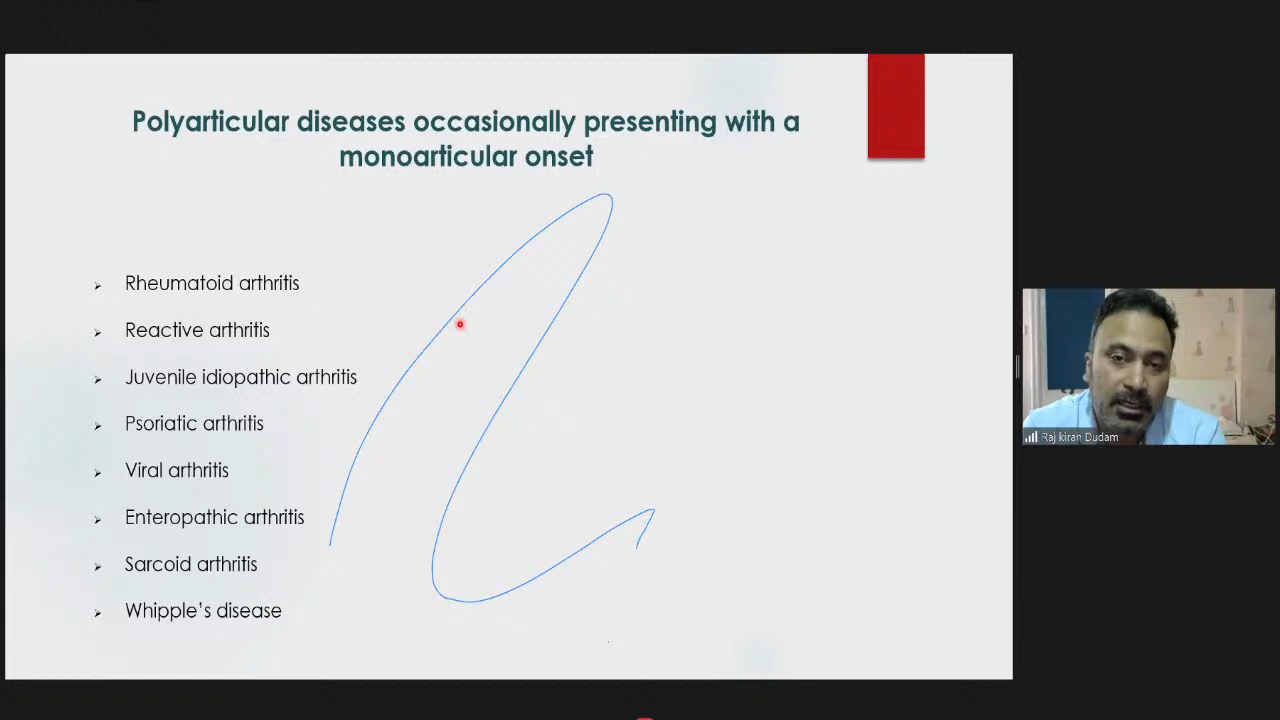 Polyarticular diseases occasionally presenting with a
monoarticular onset
Rheumatoid arthritis
Reactive arthritis
Juvenile idiopathic arthritis
Psoriatic arthritis
Viral arthritis
Enteropathic arthritis
Sarcoid arthritis
Whipple’s disease
Raj kiran Dudam